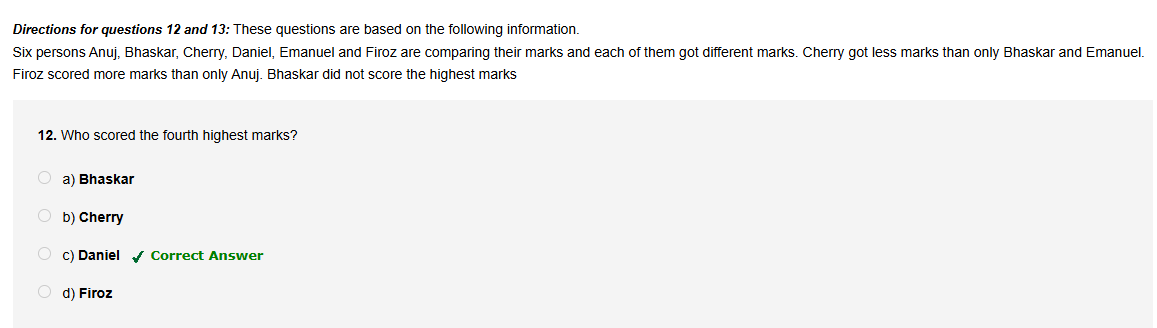 Directions for questions 12 and 13: These questions are based on the following information.
Six persons Anuj, Bhaskar, Cherry, Daniel, Emanuel and Firoz are comparing their marks and each of them got different marks. Cherry got less marks than only Bhaskar and Emanuel.
Firoz scored more marks than only Anuj. Bhaskar did not score the highest marks
12. Who scored the fourth highest marks?
a) Bhaskar
b) Cherry
c) Daniel ✓ Correct Answer
d) Firoz